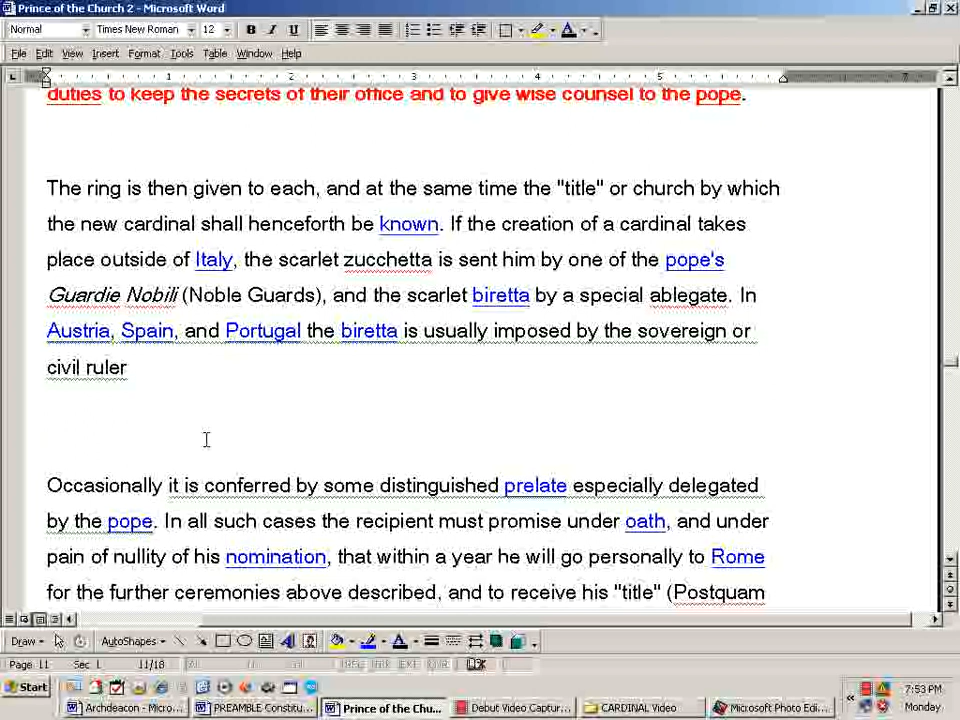 Prince of the Church 2 - Microsoft Word
Normal Times New Roman 12 B I U
File Edit View Insert Format Tools Table Window Help
1 2 3 4 5 7
duties to keep the secrets of their office and to give wise counsel to the pope.
The ring is then given to each, and at the same time the "title" or church by which
the new cardinal shall henceforth be known. If the creation of a cardinal takes
place outside of Italy, the scarlet zucchetta is sent him by one of the pope's
Guardie Nobili (Noble Guards), and the scarlet biretta by a special ablegate. In
Austria, Spain, and Portugal the biretta is usually imposed by the sovereign or
civil ruler
Occasionally it is conferred by some distinguished prelate especially delegated
by the pope. In all such cases the recipient must promise under oath, and under
pain of nullity of his nomination, that within a year he will go personally to Rome
for the further ceremonies above described, and to receive his "title" (Postquam
Draw AutoShapes
Page 11 Sec 1 11/18
Start 7:53 PM
Archdeacon - Micro... PREAMBLE Constitu... Prince of the Chu... Debut Video Captur... CARDINAL Video Microsoft Photo Edi... Monday